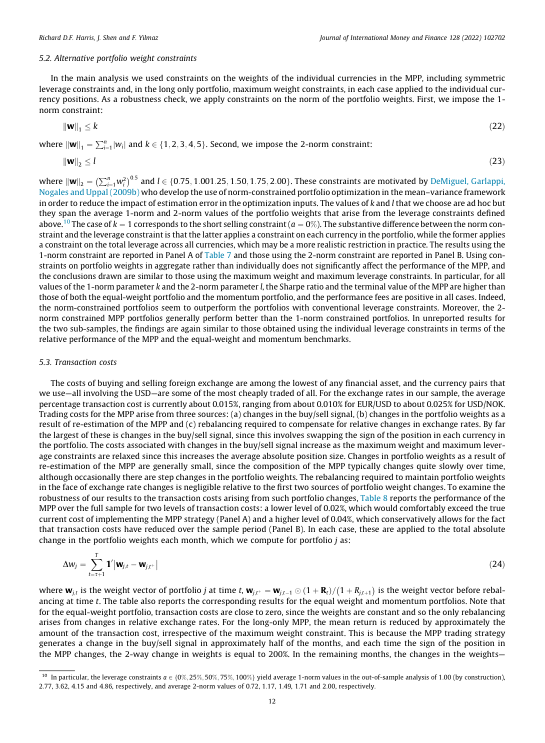 Richard D.F. Harris, J. Shen and F. Yilmaz
Journal of International Money and Finance 128 (2022) 102702
5.2. Alternative portfolio weight constraints
In the main analysis we used constraints on the weights of the individual currencies in the MPP, including symmetric
leverage constraints and, in the long only portfolio, maximum weight constraints, in each case applied to the individual cur-
rency positions. As a robustness check, we apply constraints on the norm of the portfolio weights. First, we impose the 1-
norm constraint:
‖w‖₁ ≤ k (22)
where ‖w‖₁ = ∑ⁿᵢ₌₁|wᵢ| and k ∈ {1, 2, 3, 4, 5}. Second, we impose the 2-norm constraint:
‖w‖₂ ≤ l (23)
where ‖w‖₂ = (∑ⁿᵢ₌₁wᵢ²)^0.5 and l ∈ {0.75, 1.001.25, 1.50, 1.75, 2.00}. These constraints are motivated by DeMiguel, Garlappi,
Nogales and Uppal (2009b) who develop the use of norm-constrained portfolio optimization in the mean–variance framework
in order to reduce the impact of estimation error in the optimization inputs. The values of k and l that we choose are ad hoc but
they span the average 1-norm and 2-norm values of the portfolio weights that arise from the leverage constraints defined
above.¹⁰ The case of k = 1 corresponds to the short selling constraint (a = 0%). The substantive difference between the norm con-
straint and the leverage constraint is that the latter applies a constraint on each currency in the portfolio, while the former applies
a constraint on the total leverage across all currencies, which may be a more realistic restriction in practice. The results using the
1-norm constraint are reported in Panel A of Table 7 and those using the 2-norm constraint are reported in Panel B. Using con-
straints on portfolio weights in aggregate rather than individually does not significantly affect the performance of the MPP, and
the conclusions drawn are similar to those using the maximum weight and maximum leverage constraints. In particular, for all
values of the 1-norm parameter k and the 2-norm parameter l, the Sharpe ratio and the terminal value of the MPP are higher than
those of both the equal-weight portfolio and the momentum portfolio, and the performance fees are positive in all cases. Indeed,
the norm-constrained portfolios seem to outperform the portfolios with conventional leverage constraints. Moreover, the 2-
norm constrained MPP portfolios generally perform better than the 1-norm constrained portfolios. In unreported results for
the two sub-samples, the findings are again similar to those obtained using the individual leverage constraints in terms of the
relative performance of the MPP and the equal-weight and momentum benchmarks.
5.3. Transaction costs
The costs of buying and selling foreign exchange are among the lowest of any financial asset, and the currency pairs that
we use—all involving the USD—are some of the most cheaply traded of all. For the exchange rates in our sample, the average
percentage transaction cost is currently about 0.015%, ranging from about 0.010% for EUR/USD to about 0.025% for USD/NOK.
Trading costs for the MPP arise from three sources: (a) changes in the buy/sell signal, (b) changes in the portfolio weights as a
result of re-estimation of the MPP and (c) rebalancing required to compensate for relative changes in exchange rates. By far
the largest of these is changes in the buy/sell signal, since this involves swapping the sign of the position in each currency in
the portfolio. The costs associated with changes in the buy/sell signal increase as the maximum weight and maximum lever-
age constraints are relaxed since this increases the average absolute position size. Changes in portfolio weights as a result of
re-estimation of the MPP are generally small, since the composition of the MPP typically changes quite slowly over time,
although occasionally there are step changes in the portfolio weights. The rebalancing required to maintain portfolio weights
in the face of exchange rate changes is negligible relative to the first two sources of portfolio weight changes. To examine the
robustness of our results to the transaction costs arising from such portfolio changes, Table 8 reports the performance of the
MPP over the full sample for two levels of transaction costs: a lower level of 0.02%, which would comfortably exceed the true
current cost of implementing the MPP strategy (Panel A) and a higher level of 0.04%, which conservatively allows for the fact
that transaction costs have reduced over the sample period (Panel B). In each case, these are applied to the total absolute
change in the portfolio weights each month, which we compute for portfolio j as:
Δwⱼ = ∑ᵀₜ₌τ₊₁ 1′|wⱼ,ₜ − wⱼ,ₜ₊| (24)
where wⱼ,ₜ is the weight vector of portfolio j at time t, wⱼ,ₜ₊ = wⱼ,ₜ₋₁ ⊙ (1 + Rₜ)/(1 + Rⱼ,ₜ₊₁) is the weight vector before rebal-
ancing at time t. The table also reports the corresponding results for the equal weight and momentum portfolios. Note that
for the equal-weight portfolio, transaction costs are close to zero, since the weights are constant and so the only rebalancing
arises from changes in relative exchange rates. For the long-only MPP, the mean return is reduced by approximately the
amount of the transaction cost, irrespective of the maximum weight constraint. This is because the MPP trading strategy
generates a change in the buy/sell signal in approximately half of the months, and each time the sign of the position in
the MPP changes, the 2-way change in weights is equal to 200%. In the remaining months, the changes in the weights—
¹⁰ In particular, the leverage constraints a ∈ {0%, 25%, 50%, 75%, 100%} yield average 1-norm values in the out-of-sample analysis of 1.00 (by construction),
2.77, 3.62, 4.15 and 4.86, respectively, and average 2-norm values of 0.72, 1.17, 1.49, 1.71 and 2.00, respectively.
12